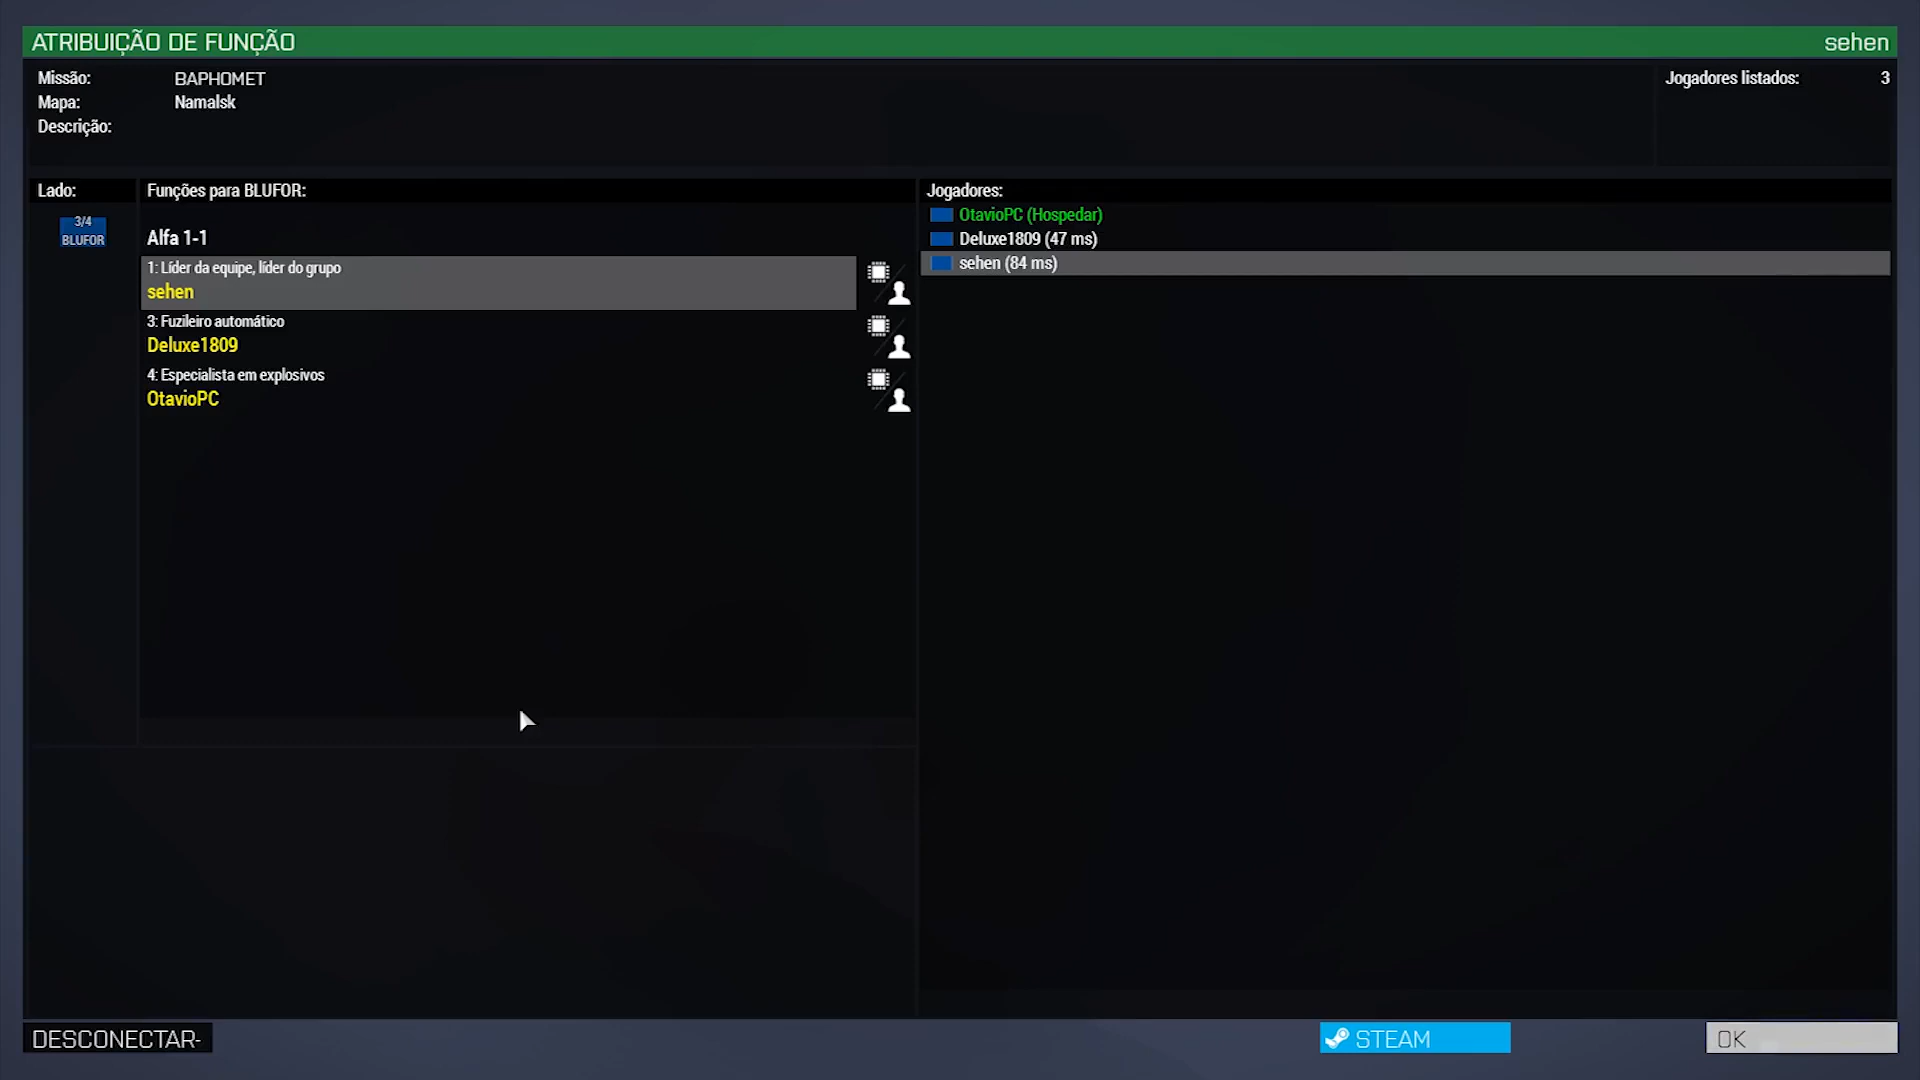 ATRIBUIÇÃO DE FUNÇÃO sehen
Missão: BAPHOMET
Mapa: Namalsk
Descrição:
Jogadores listados: 3
Lado:
3/4
BLUFOR
Funções para BLUFOR:
Alfa 1-1
1: Líder da equipe, líder do grupo
sehen
3: Fuzileiro automático
Deluxe1809
4: Especialista em explosivos
OtavioPC
Jogadores:
OtavioPC (Hospedar)
Deluxe1809 (47 ms)
sehen (84 ms)
DESCONECTAR-
STEAM
OK